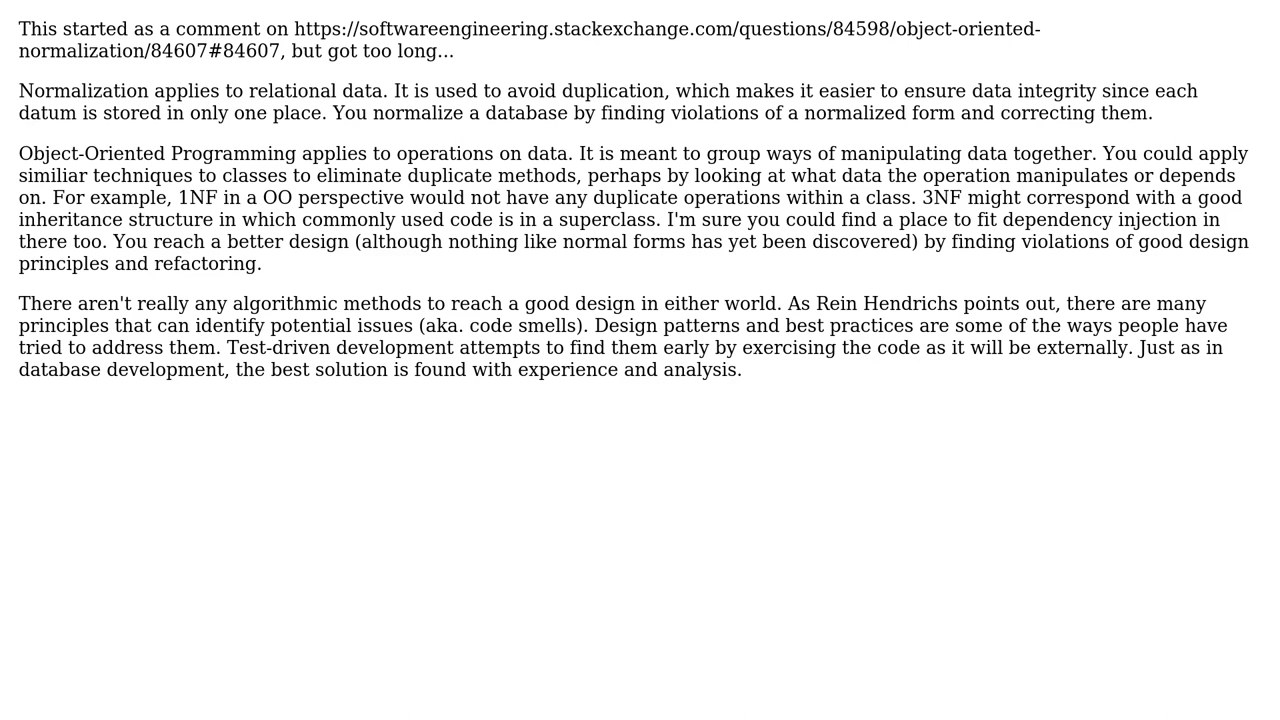 This started as a comment on https://softwareengineering.stackexchange.com/questions/84598/object-oriented-
normalization/84607#84607, but got too long...
Normalization applies to relational data. It is used to avoid duplication, which makes it easier to ensure data integrity since each
datum is stored in only one place. You normalize a database by finding violations of a normalized form and correcting them.
Object-Oriented Programming applies to operations on data. It is meant to group ways of manipulating data together. You could apply
similiar techniques to classes to eliminate duplicate methods, perhaps by looking at what data the operation manipulates or depends
on. For example, 1NF in a OO perspective would not have any duplicate operations within a class. 3NF might correspond with a good
inheritance structure in which commonly used code is in a superclass. I'm sure you could find a place to fit dependency injection in
there too. You reach a better design (although nothing like normal forms has yet been discovered) by finding violations of good design
principles and refactoring.
There aren't really any algorithmic methods to reach a good design in either world. As Rein Hendrichs points out, there are many
principles that can identify potential issues (aka. code smells). Design patterns and best practices are some of the ways people have
tried to address them. Test-driven development attempts to find them early by exercising the code as it will be externally. Just as in
database development, the best solution is found with experience and analysis.